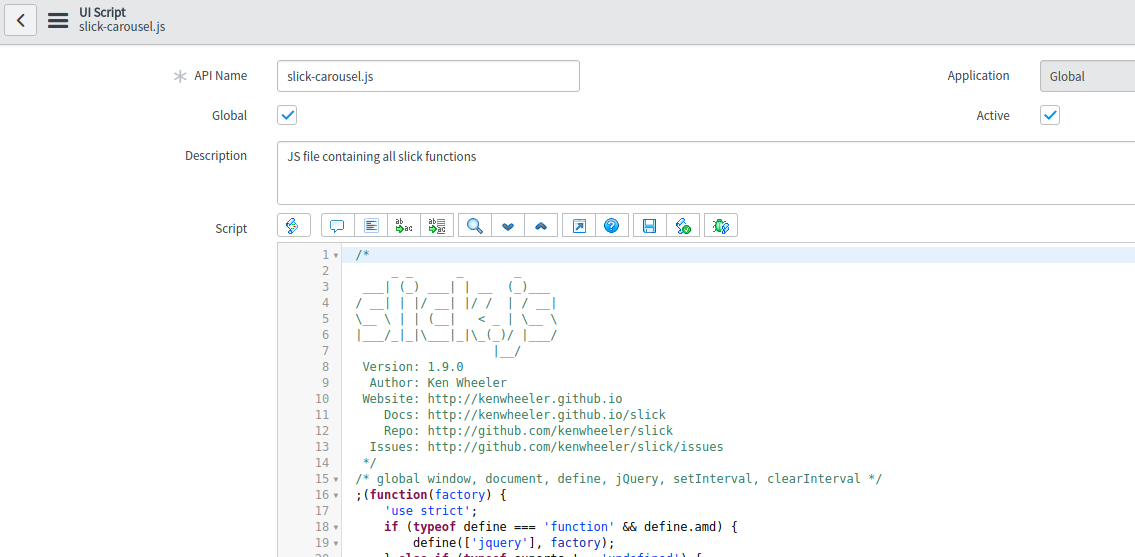 UI Script
slick-carousel.js
API Name
slick-carousel.js
Application
Global
Global
Active
Description
JS file containing all slick functions
Script
1 /*
2      _ _       _       _
3  ___| (_) ___| | __  (_)___
4 / __| | |/ __| |/ /  | / __|
5 \__ \ | | (__|   < _ | \__ \
6 |___/_|_|\___|_|\_(_)/ |___/
7                    |__/
8  Version: 1.9.0
9   Author: Ken Wheeler
10  Website: http://kenwheeler.github.io
11     Docs: http://kenwheeler.github.io/slick
12     Repo: http://github.com/kenwheeler/slick
13   Issues: http://github.com/kenwheeler/slick/issues
14  */
15 /* global window, document, define, jQuery, setInterval, clearInterval */
16 ;(function(factory) {
17     'use strict';
18     if (typeof define === 'function' && define.amd) {
19         define(['jquery'], factory);
20     } else if (typeof exports !== 'undefined') {